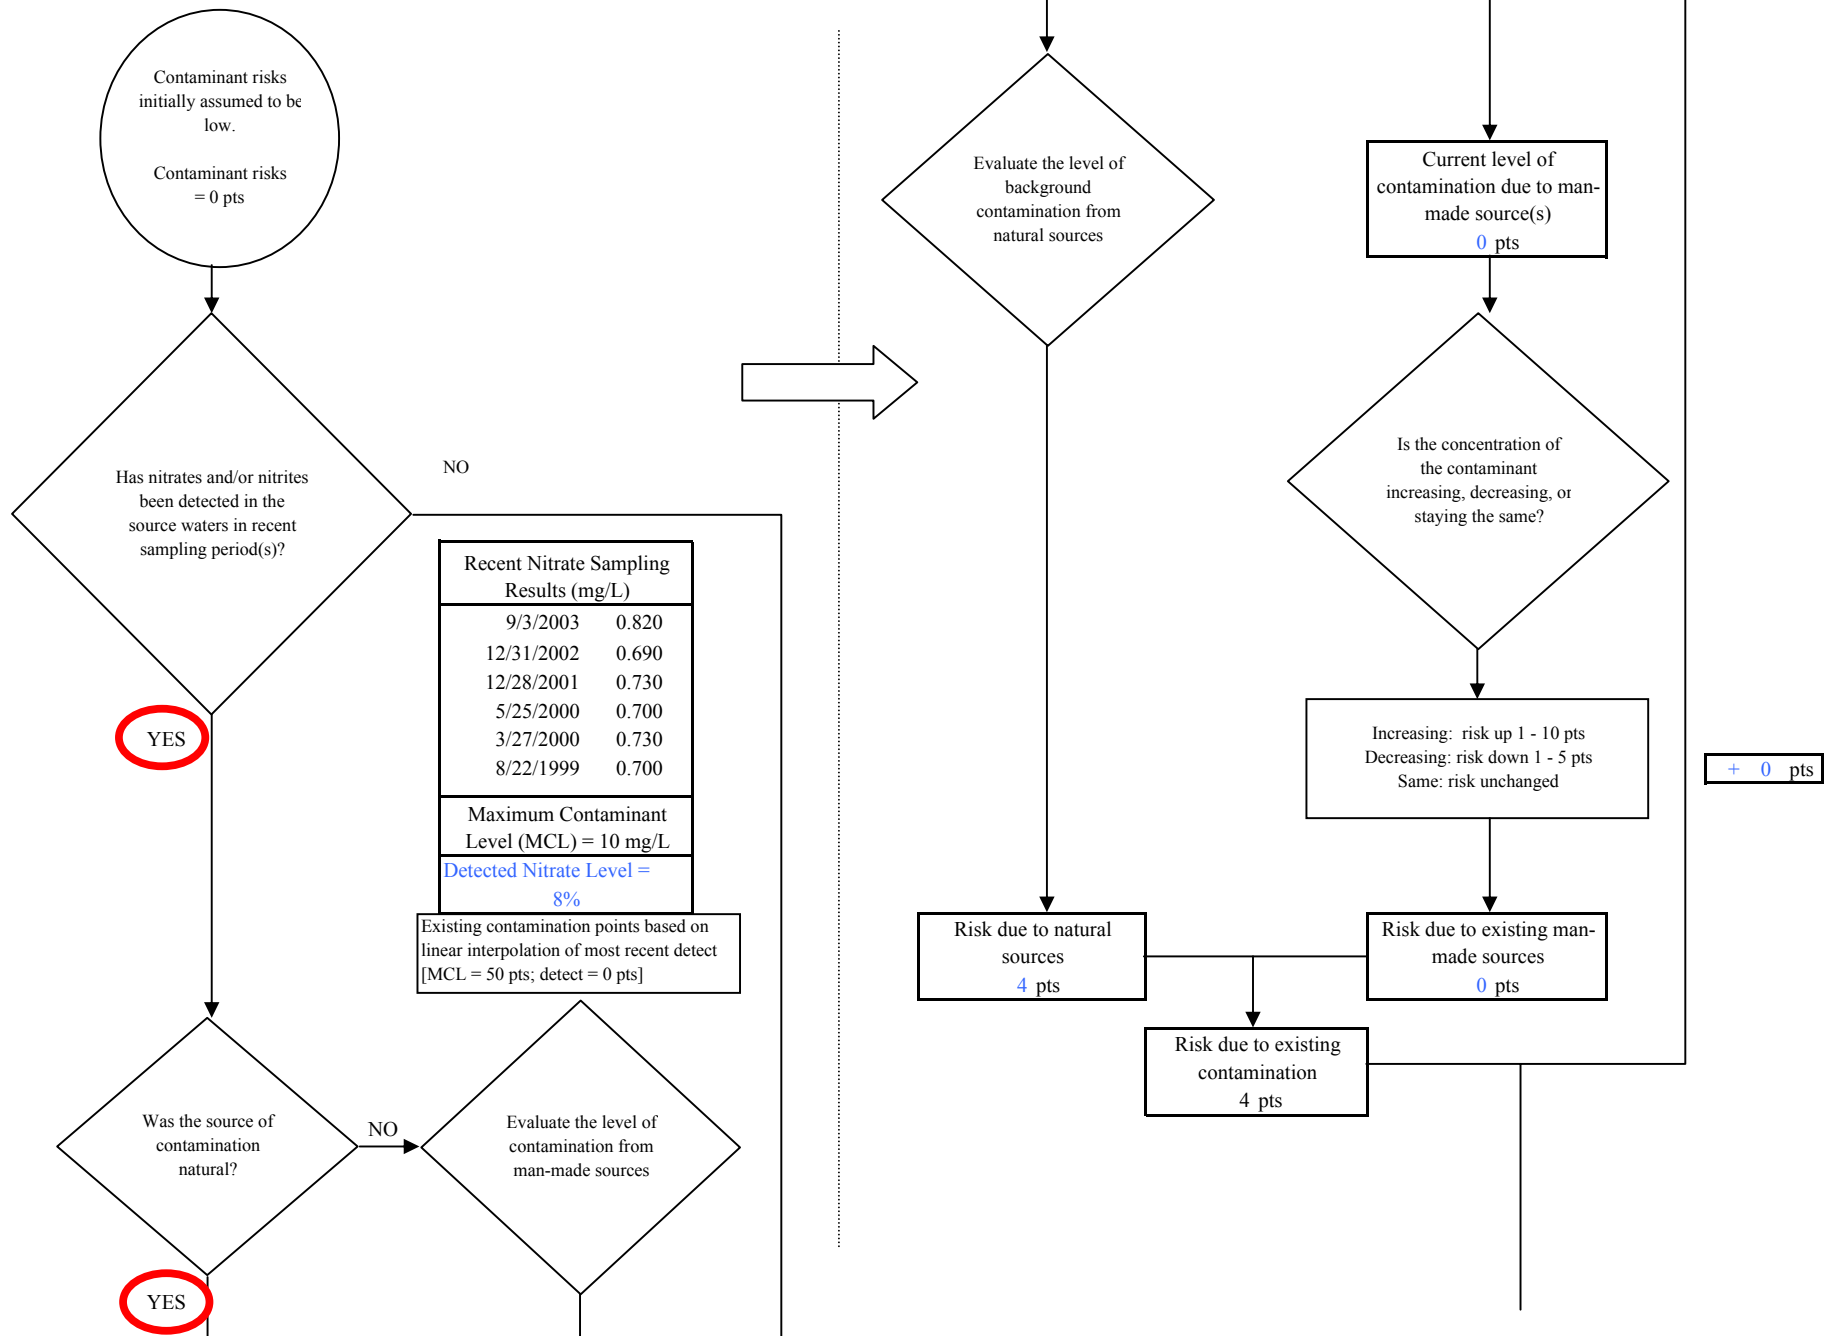 Contaminant risks
initially assumed to be
low.
Contaminant risks
= 0 pts
Has nitrates and/or nitrites
been detected in the
source waters in recent
sampling period(s)?
NO
YES
Recent Nitrate Sampling
Results (mg/L)
9/3/2003 0.820
12/31/2002 0.690
12/28/2001 0.730
5/25/2000 0.700
3/27/2000 0.730
8/22/1999 0.700
Maximum Contaminant
Level (MCL) = 10 mg/L
Detected Nitrate Level =
8%
Existing contamination points based on
linear interpolation of most recent detect
[MCL = 50 pts; detect = 0 pts]
Was the source of
contamination
natural?
NO
YES
Evaluate the level of
contamination from
man-made sources
Evaluate the level of
background
contamination from
natural sources
Current level of
contamination due to man-
made source(s)
0 pts
Is the concentration of
the contaminant
increasing, decreasing, or
staying the same?
Increasing: risk up 1 - 10 pts
Decreasing: risk down 1 - 5 pts
Same: risk unchanged
+ 0 pts
Risk due to natural
sources
4 pts
Risk due to existing man-
made sources
0 pts
Risk due to existing
contamination
4 pts